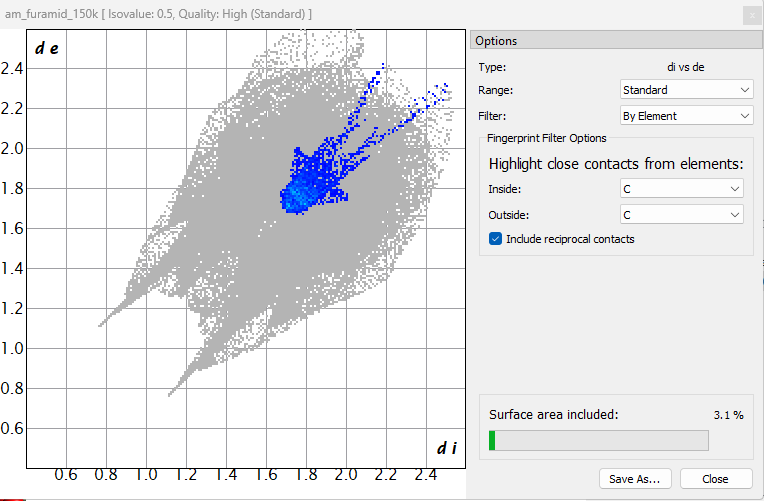 am_furamid_150k [ Isovalue: 0.5, Quality: High (Standard) ]
d e
2.4
2.2
2.0
1.8
1.6
1.4
1.2
1.0
0.8
0.6
d i
0.6 0.8 1.0 1.2 1.4 1.6 1.8 2.0 2.2 2.4
Options
Type: di vs de
Range: Standard
Filter: By Element
Fingerprint Filter Options
Highlight close contacts from elements:
Inside: C
Outside: C
Include reciprocal contacts
Surface area included: 3.1 %
Save As... Close